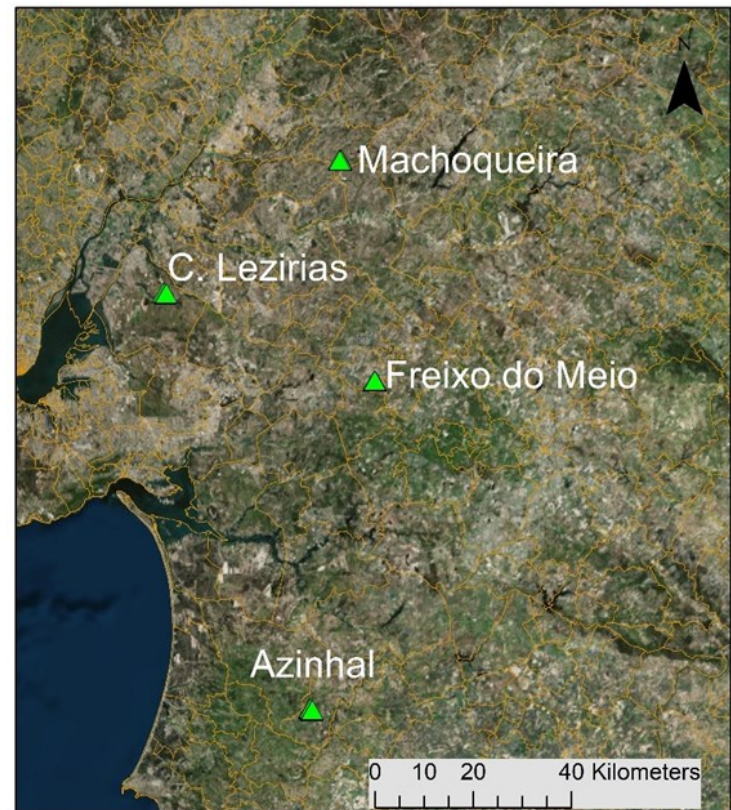 N
Machoqueira
C. Lezirias
Freixo do Meio
Azinhal
0 10 20 40 Kilometers